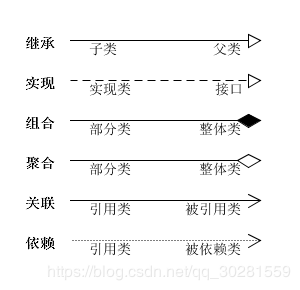 继承
子类 父类
实现
实现类 接口
组合
部分类 整体类
聚合
部分类 整体类
关联
引用类 被引用类
依赖
引用类 被依赖类
https://blog.csdn.net/qq_30281559